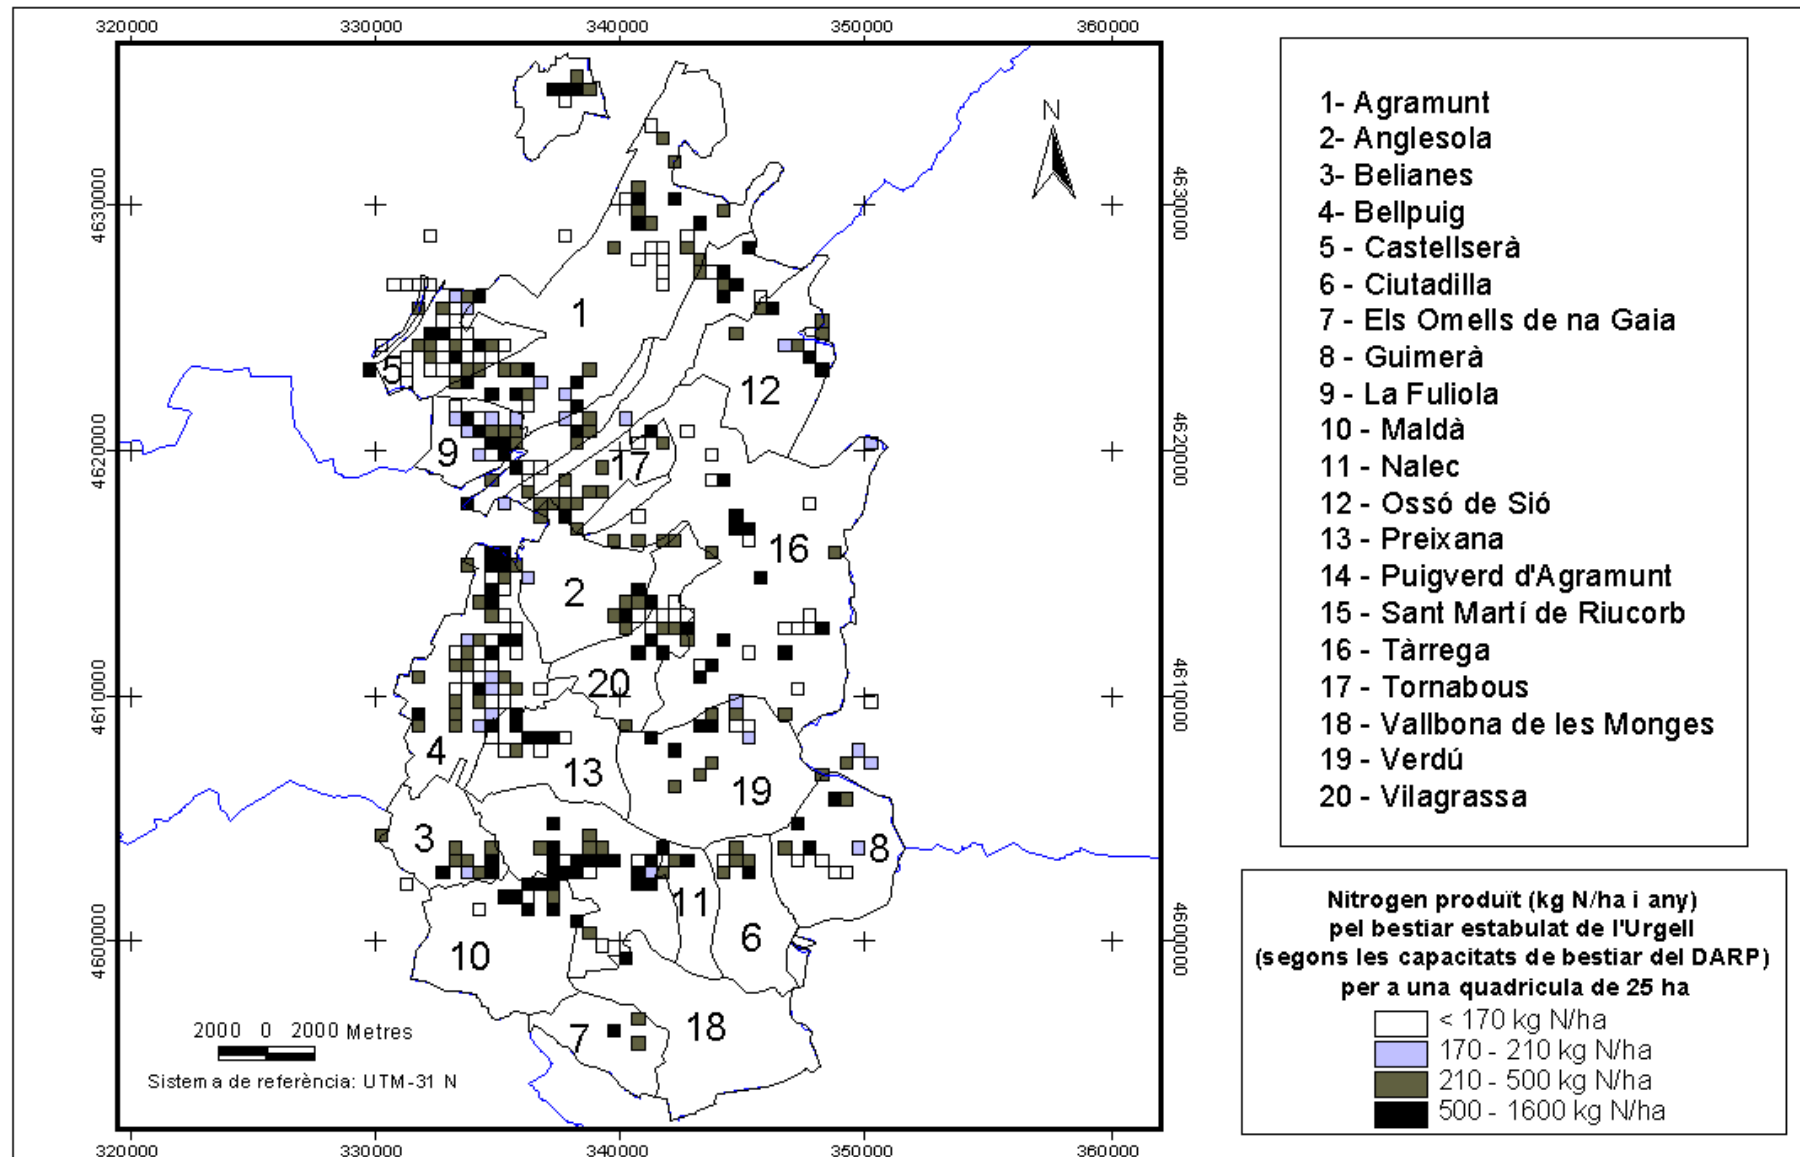 320000 330000 340000 350000 360000
N
4630000 4630000
4620000 4620000
4610000 4610000
4600000 4600000
1
5
12
9
17
16
2
20
4
13
19
3
8
11
10
6
7
18
2000 0 2000 Metres
Sistema de referència: UTM-31 N
320000 330000 340000 350000 360000
1- Agramunt
2- Anglesola
3- Belianes
4- Bellpuig
5 - Castellserà
6 - Ciutadilla
7 - Els Omells de na Gaia
8 - Guimerà
9 - La Fuliola
10 - Maldà
11 - Nalec
12 - Ossó de Sió
13 - Preixana
14 - Puigverd d'Agramunt
15 - Sant Martí de Riucorb
16 - Tàrrega
17 - Tornabous
18 - Vallbona de les Monges
19 - Verdú
20 - Vilagrassa
Nitrogen produït (kg N/ha i any)
pel bestiar estabulat de l'Urgell
(segons les capacitats de bestiar del DARP)
per a una quadricula de 25 ha
< 170 kg N/ha
170 - 210 kg N/ha
210 - 500 kg N/ha
500 - 1600 kg N/ha